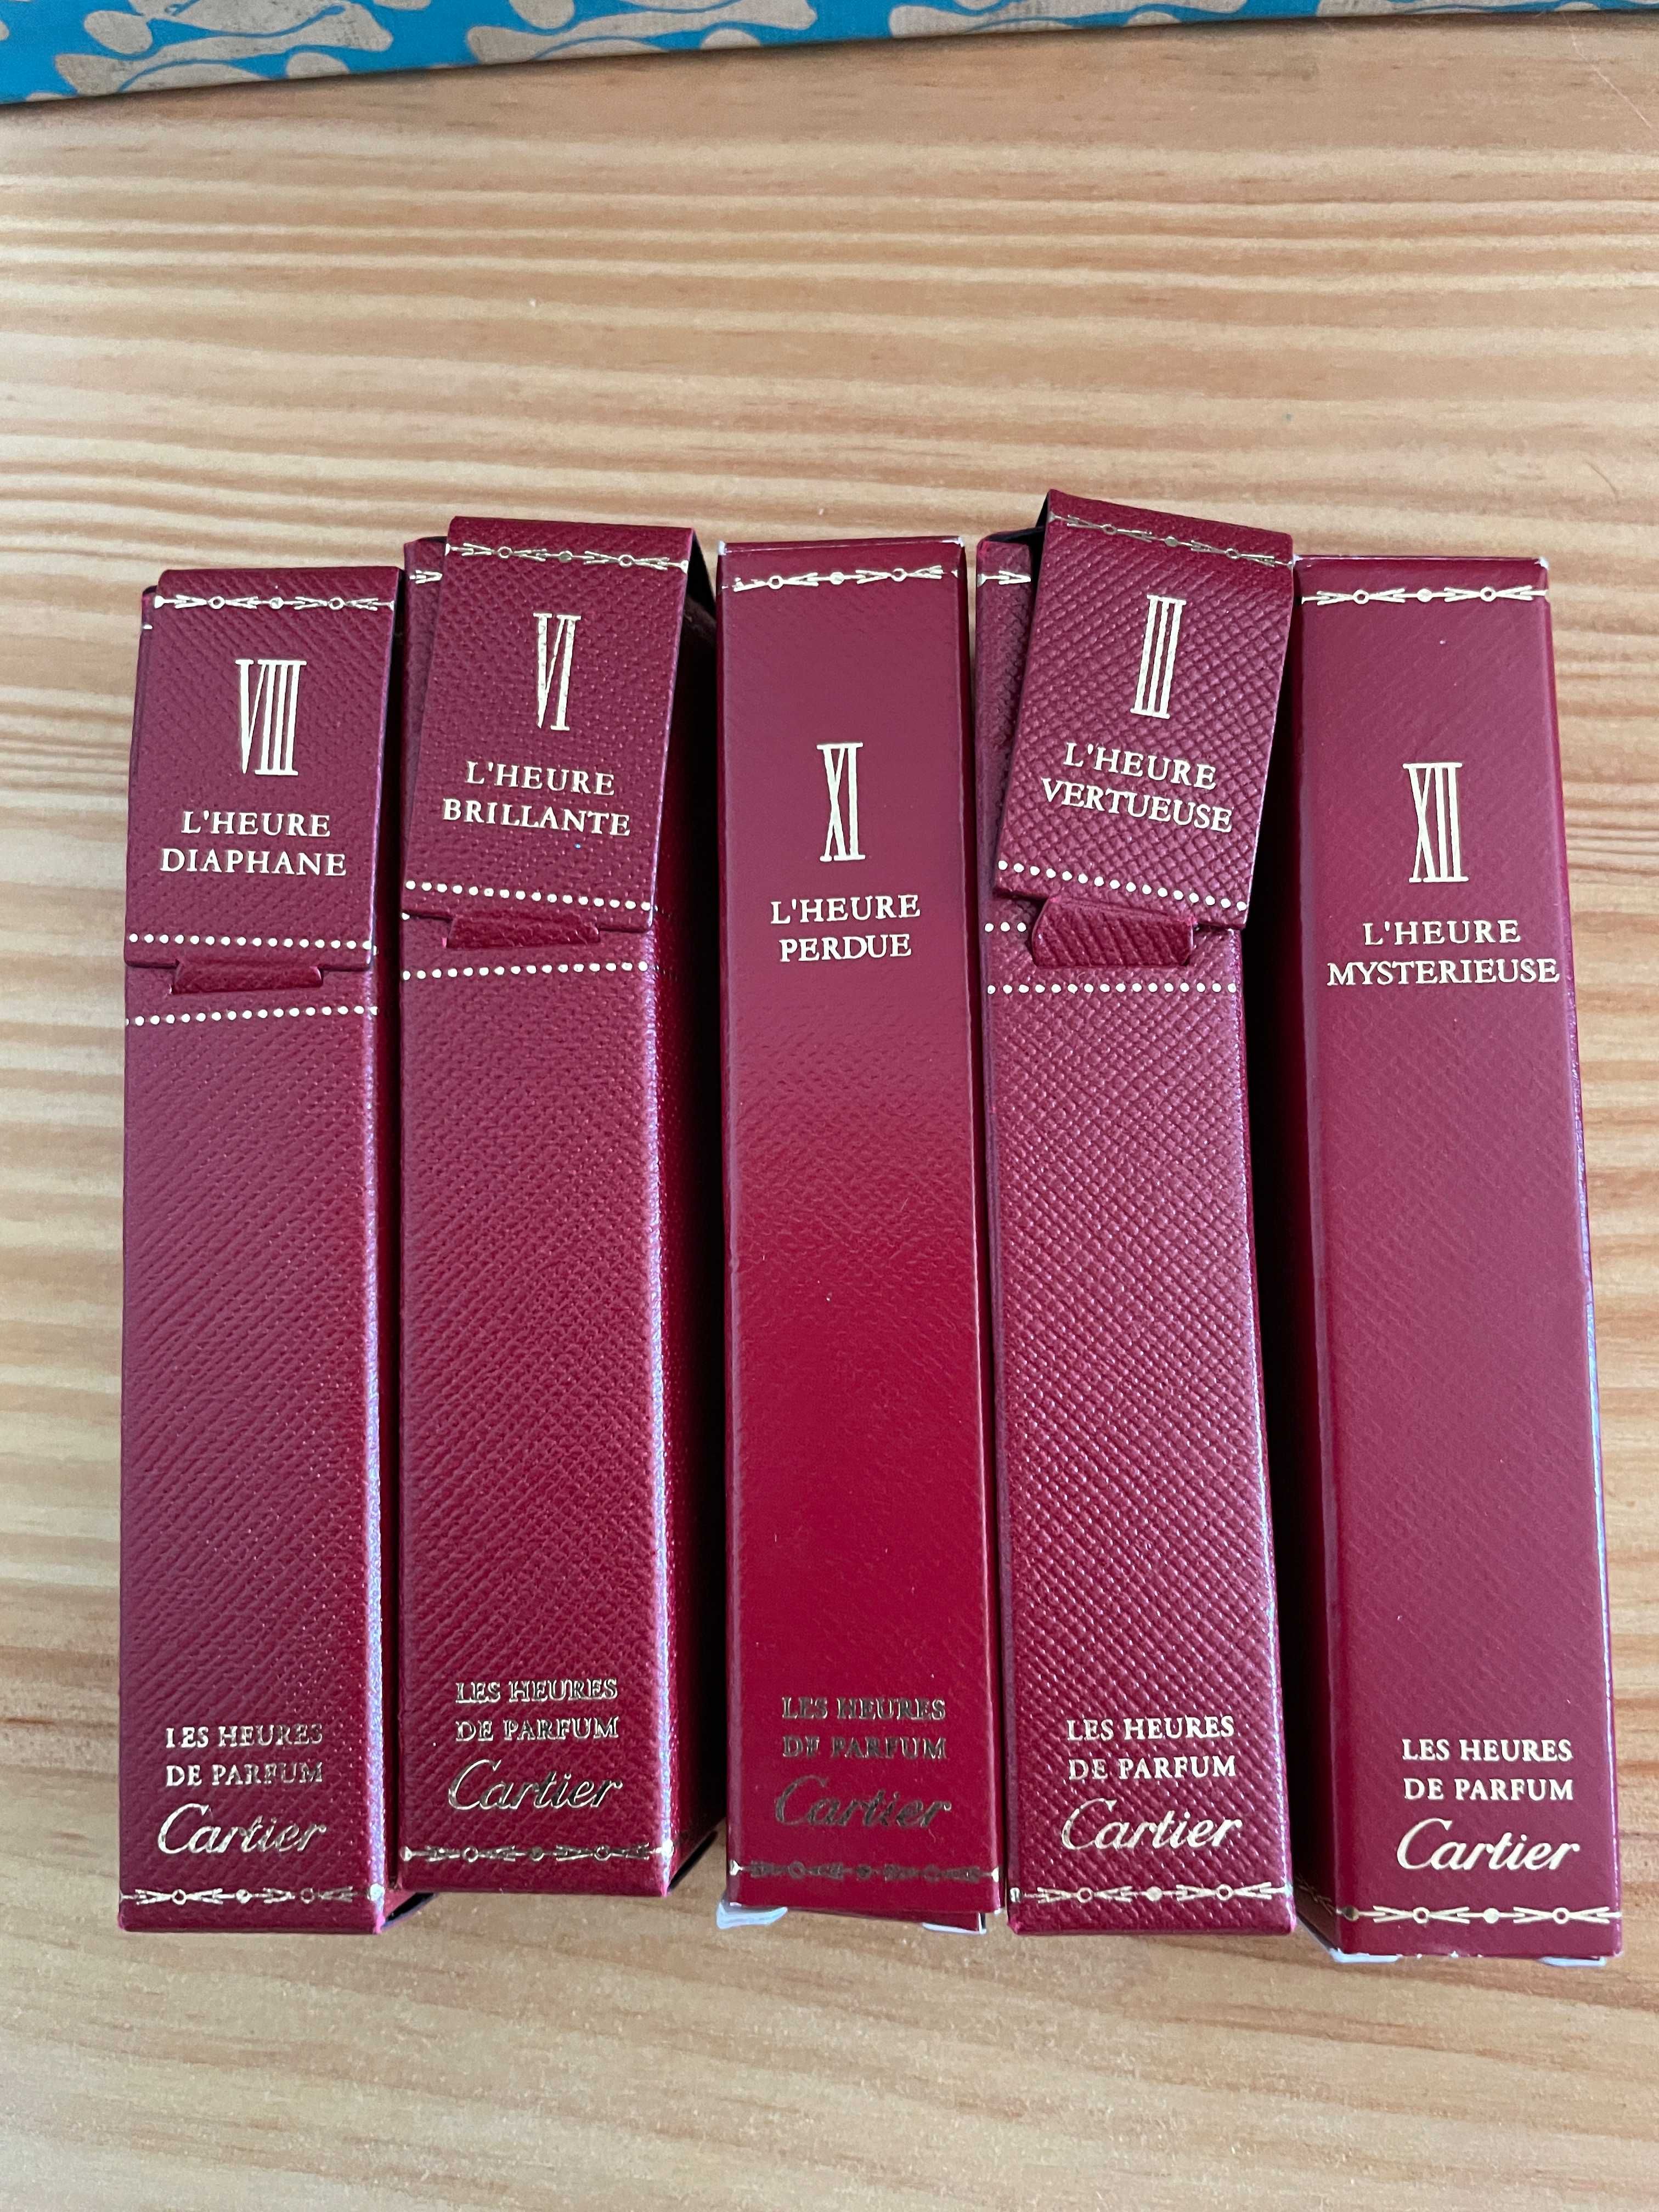 VIII
L'HEURE
DIAPHANE
LES HEURES
DE PARFUM
Cartier
VI
L'HEURE
BRILLANTE
LES HEURES
DE PARFUM
Cartier
XI
L'HEURE
PERDUE
LES HEURES
DE PARFUM
Cartier
III
L'HEURE
VERTUEUSE
LES HEURES
DE PARFUM
Cartier
XII
L'HEURE
MYSTERIEUSE
LES HEURES
DE PARFUM
Cartier